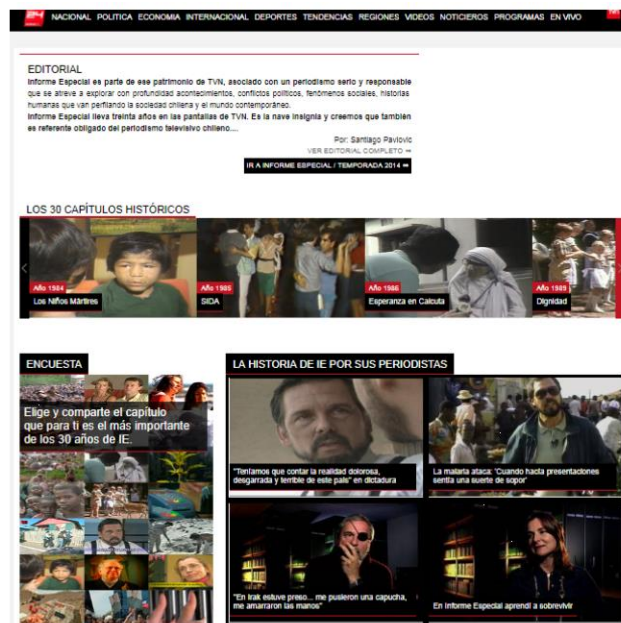 24
NACIONAL POLITICA ECONOMIA INTERNACIONAL DEPORTES TENDENCIAS REGIONES VIDEOS NOTICIEROS PROGRAMAS EN VIVO
EDITORIAL
Informe Especial es parte de ese patrimonio de TVN, asociado con un periodismo serio y responsable
que se atreve a explorar con profundidad acontecimientos, conflictos políticos, fenómenos sociales, historias
humanas que van perfilando la sociedad chilena y el mundo contemporáneo.
Informe Especial lleva treinta años en las pantallas de TVN. Es la nave insignia y creemos que también
es referente obligado del periodismo televisivo chileno....
Por: Santiago Pavlovic
VER EDITORIAL COMPLETO
IR A INFORME ESPECIAL / TEMPORADA 2014
LOS 30 CAPÍTULOS HISTÓRICOS
Año 1984
Los Niños Mártires
Año 1985
SIDA
Año 1986
Esperanza en Calcuta
Año 1989
Dignidad
ENCUESTA
Elige y comparte el capítulo
que para ti es el más importante
de los 30 años de IE.
LA HISTORIA DE IE POR SUS PERIODISTAS
"Teníamos que contar la realidad dolorosa,
desgarrada y terrible de este país" en dictadura
La malaria ataca: 'Cuando hacía presentaciones
sentía una suerte de sopor'
"En Irak estuve preso... me pusieron una capucha,
me amarraron las manos"
En Informe Especial aprendí a sobrevivir